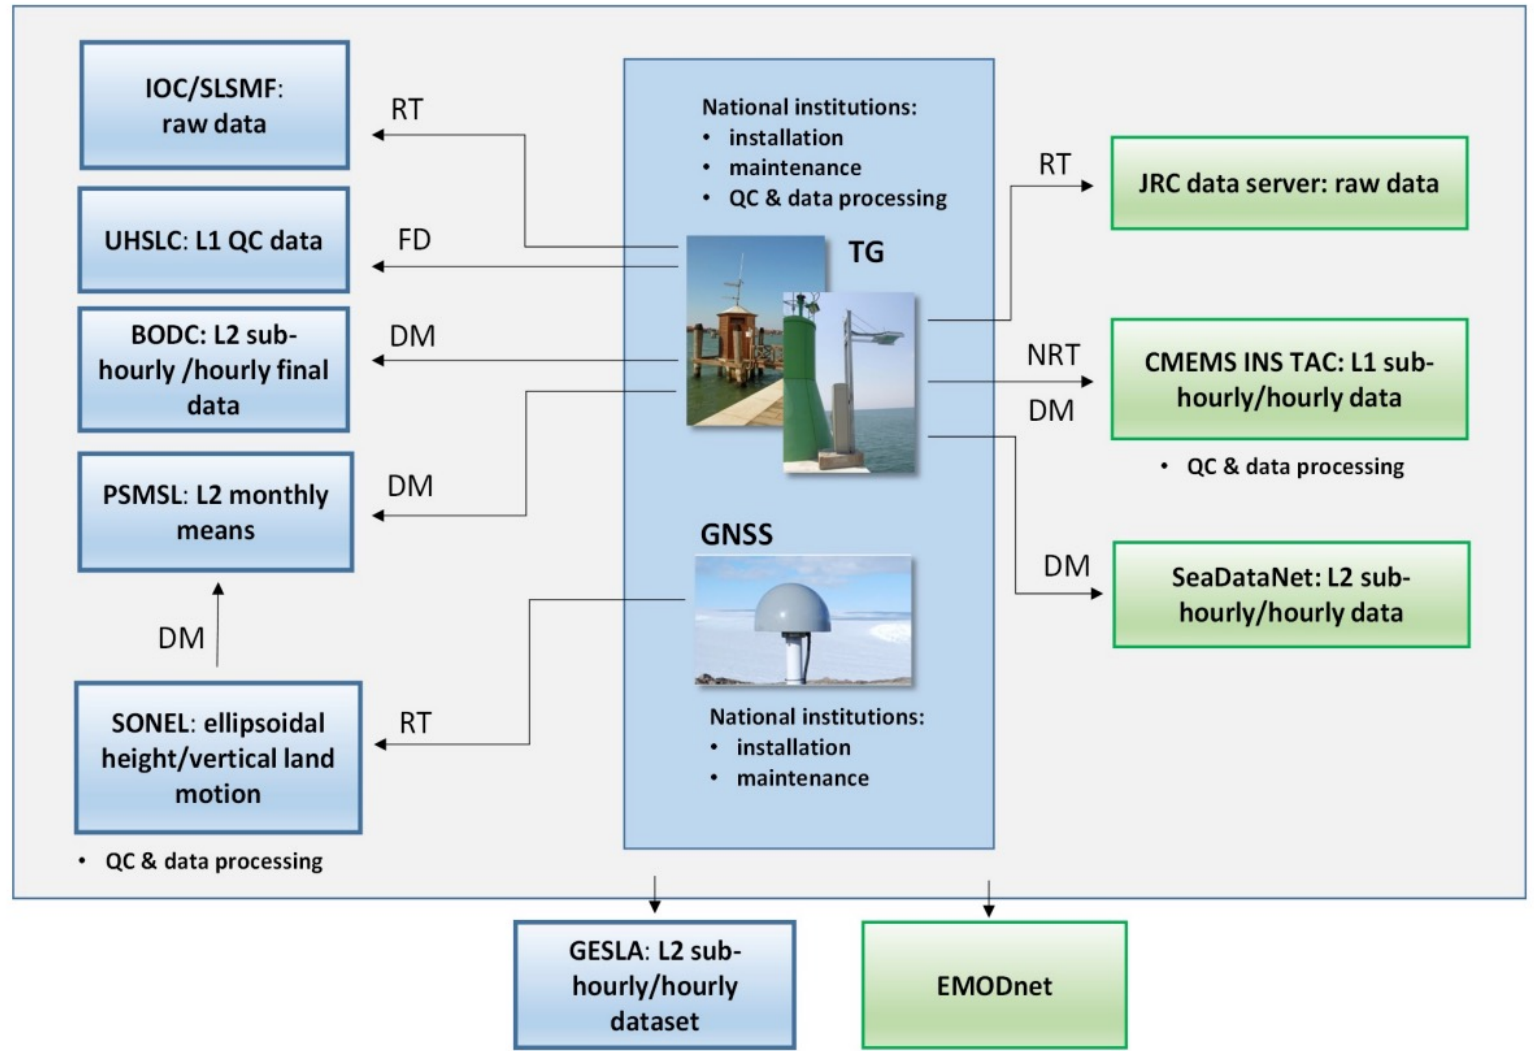 IOC/SLSMF:
raw data
RT
UHSLC: L1 QC data
FD
BODC: L2 sub-
hourly /hourly final
data
DM
PSMSL: L2 monthly
means
DM
DM
SONEL: ellipsoidal
height/vertical land
motion
RT
• QC & data processing
National institutions:
• installation
• maintenance
• QC & data processing
TG
GNSS
National institutions:
• installation
• maintenance
RT
JRC data server: raw data
NRT
DM
CMEMS INS TAC: L1 sub-
hourly/hourly data
• QC & data processing
DM
SeaDataNet: L2 sub-
hourly/hourly data
GESLA: L2 sub-
hourly/hourly
dataset
EMODnet